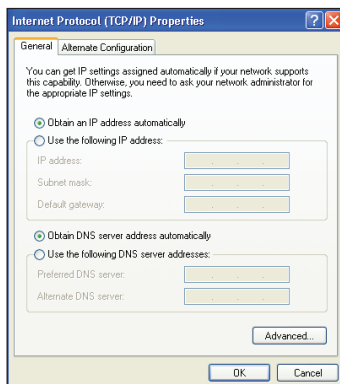 Internet Protocol (TCP/IP) Properties
General
Alternate Configuration
You can get IP settings assigned automatically if your network supports
this capability. Otherwise, you need to ask your network administrator for
the appropriate IP settings.
Obtain an IP address automatically
Use the following IP address:
IP address:
Subnet mask:
Default gateway:
Obtain DNS server address automatically
Use the following DNS server addresses:
Preferred DNS server:
Alternate DNS server:
Advanced...
OK
Cancel